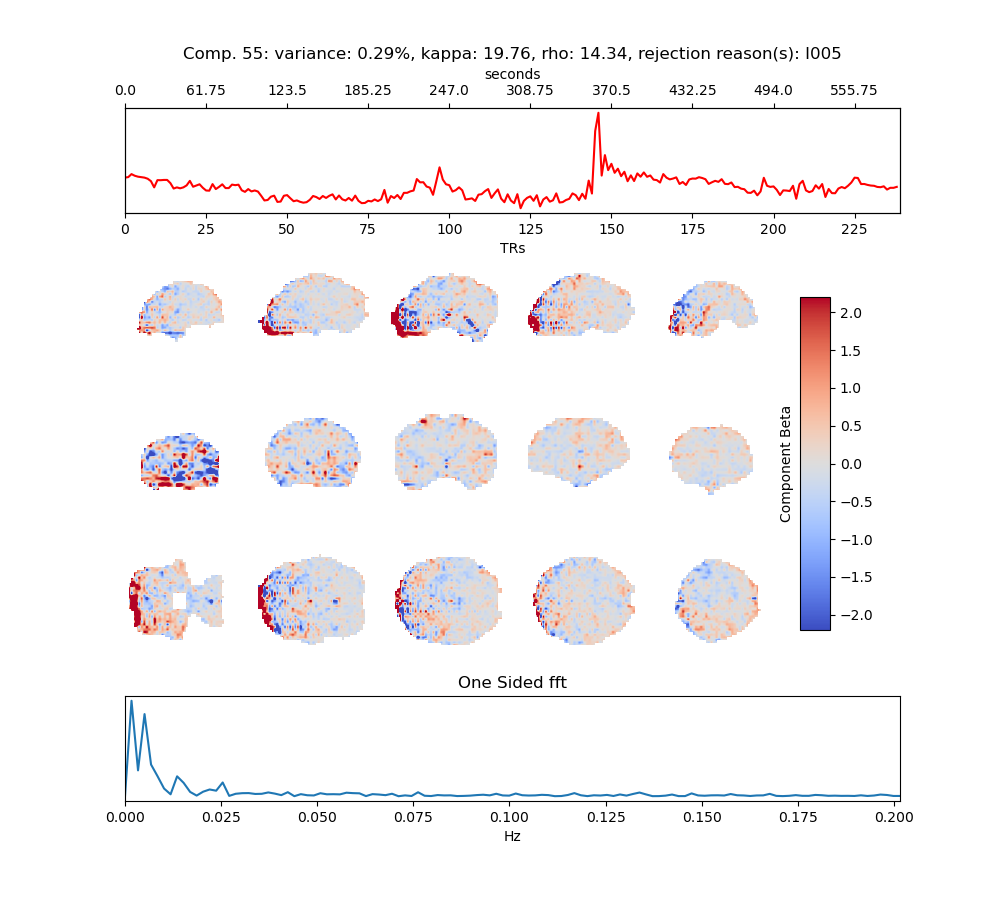 Comp. 55: variance: 0.29%, kappa: 19.76, rho: 14.34, rejection reason(s): I005
seconds
0.0 61.75 123.5 185.25 247.0 308.75 370.5 432.25 494.0 555.75
0 25 50 75 100 125 150 175 200 225
TRs
2.0
1.5
1.0
0.5
0.0
−0.5
−1.0
−1.5
−2.0
Component Beta
One Sided fft
0.000 0.025 0.050 0.075 0.100 0.125 0.150 0.175 0.200
Hz